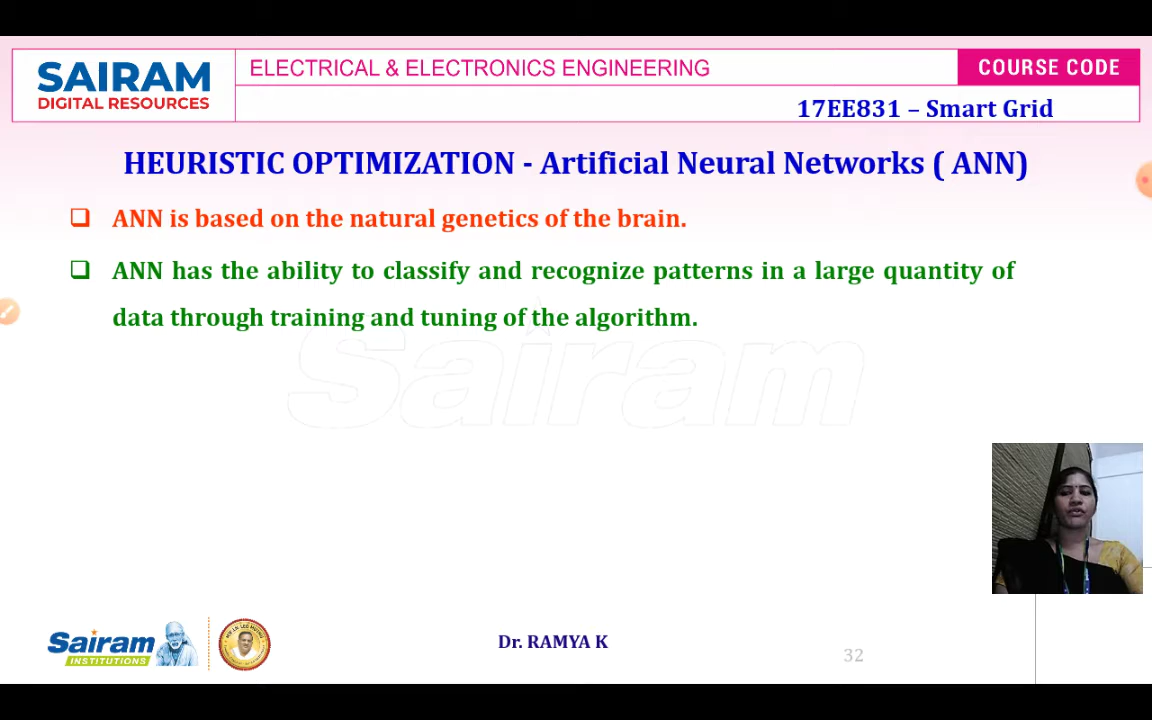 SAIRAM
DIGITAL RESOURCES
ELECTRICAL & ELECTRONICS ENGINEERING
COURSE CODE
17EE831 – Smart Grid
HEURISTIC OPTIMIZATION - Artificial Neural Networks ( ANN)
ANN is based on the natural genetics of the brain.
ANN has the ability to classify and recognize patterns in a large quantity of
data through training and tuning of the algorithm.
Sairam
Sairam
INSTITUTIONS
Dr. RAMYA K
32